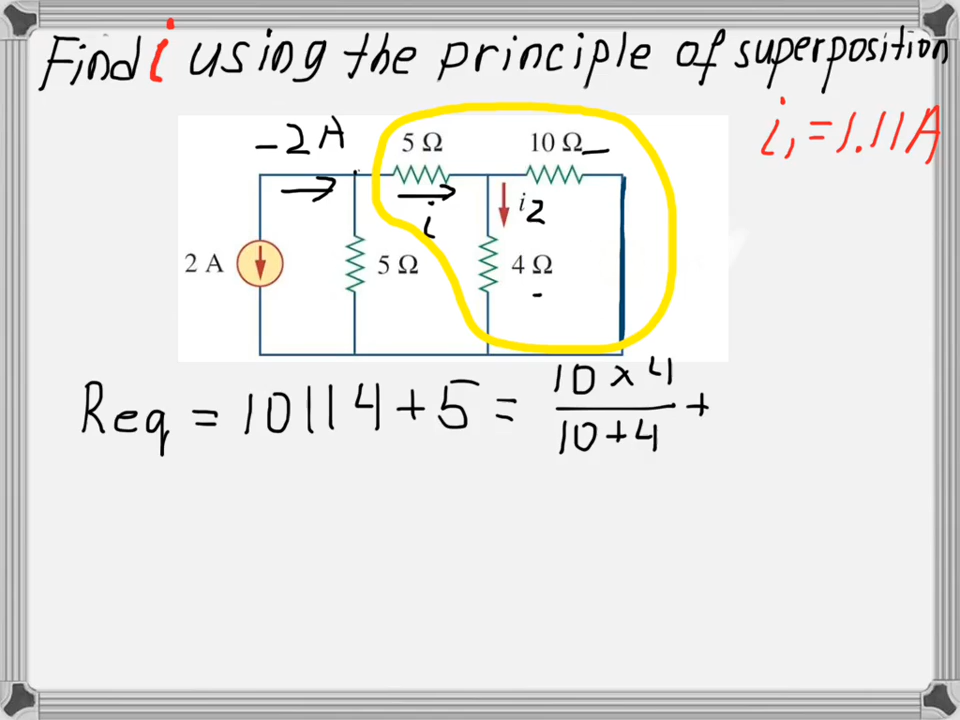 Find i using the principle of superposition
i₁ = 1.11A
-2A
5 Ω
10 Ω
i
i2
2 A
5 Ω
4 Ω
Req = 10||4+5 = (10×4)/(10+4) +